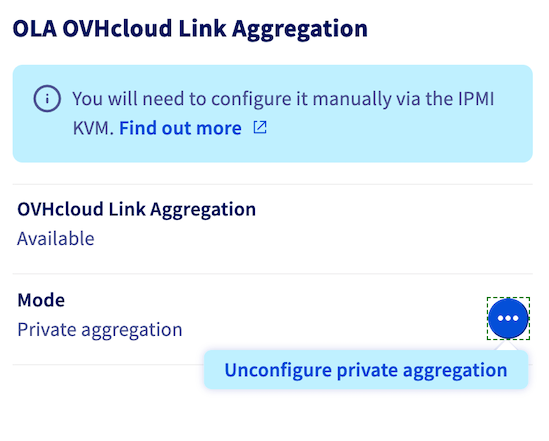 OLA OVHcloud Link Aggregation
You will need to configure it manually via the IPMI
KVM. Find out more
OVHcloud Link Aggregation
Available
Mode
Private aggregation
Unconfigure private aggregation